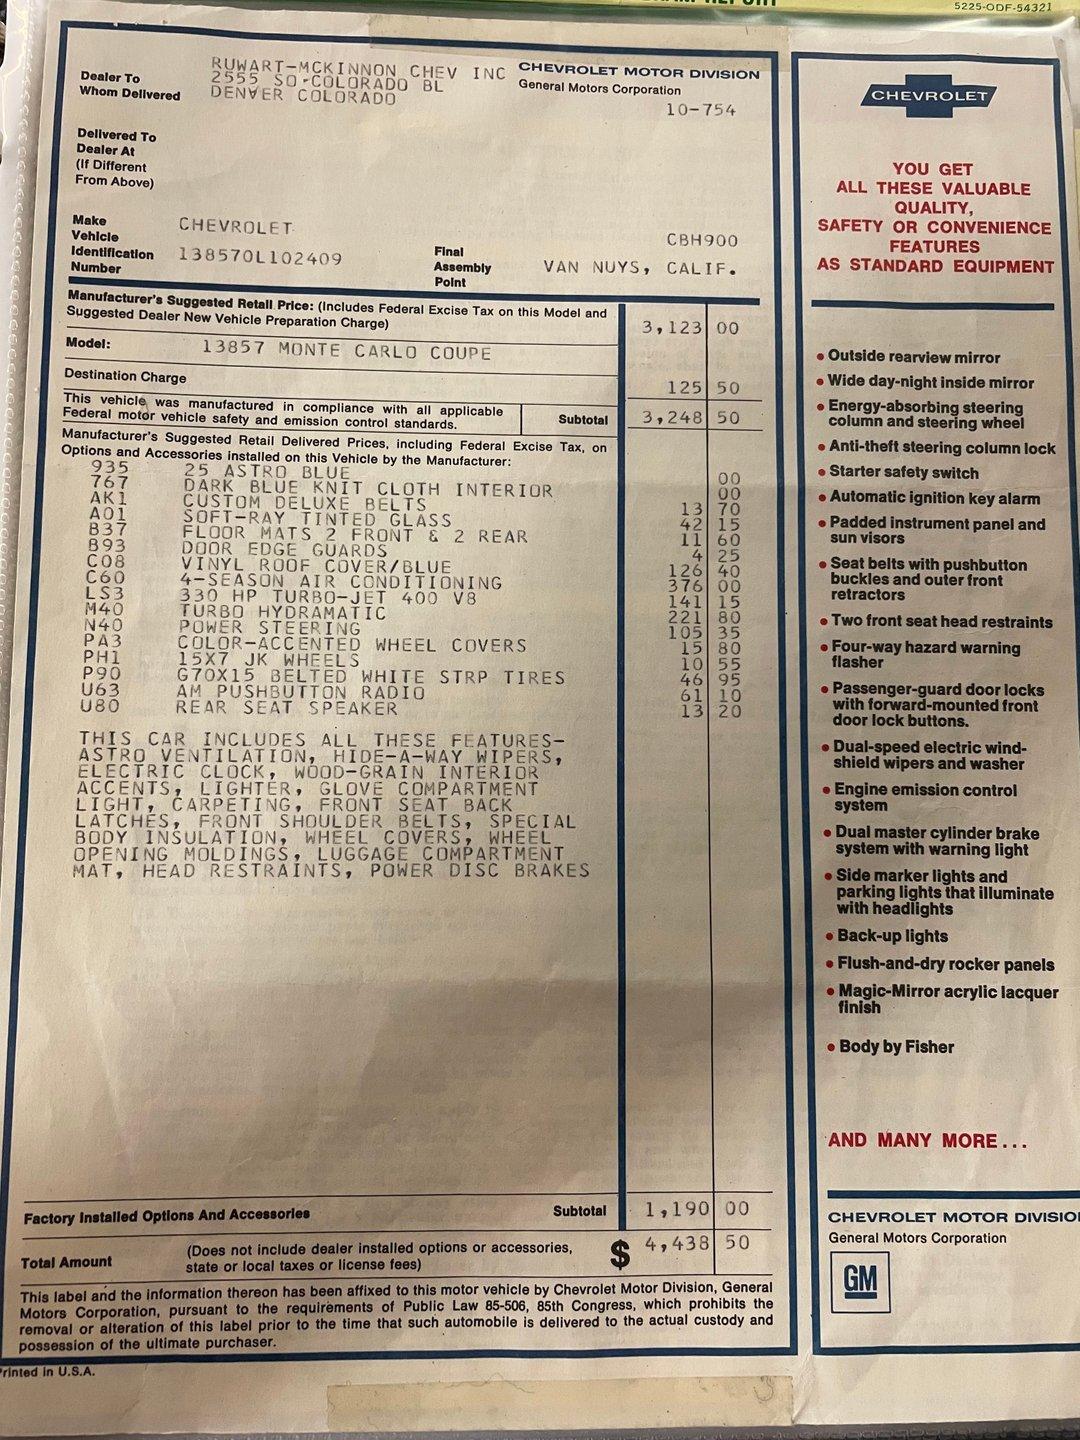 5225-ODF-54321
Dealer To
Whom Delivered
RUWART-MCKINNON CHEV INC
2555 SO-COLORADO BL
DENVER COLORADO
CHEVROLET MOTOR DIVISION
General Motors Corporation
10-754
Delivered To
Dealer At
(If Different
From Above)
Make CHEVROLET
Vehicle
Identification
Number
138570L102409
Final
Assembly
Point
CBH900
VAN NUYS, CALIF.
Manufacturer's Suggested Retail Price: (Includes Federal Excise Tax on this Model and
Suggested Dealer New Vehicle Preparation Charge) 3,123 00
Model: 13857 MONTE CARLO COUPE
Destination Charge 125 50
This vehicle was manufactured in compliance with all applicable
Federal motor vehicle safety and emission control standards. Subtotal 3,248 50
Manufacturer's Suggested Retail Delivered Prices, including Federal Excise Tax, on
Options and Accessories installed on this Vehicle by the Manufacturer:
935 25 ASTRO BLUE 00
767 DARK BLUE KNIT CLOTH INTERIOR 00
AK1 CUSTOM DELUXE BELTS 13 70
A01 SOFT-RAY TINTED GLASS 42 15
B37 FLOOR MATS 2 FRONT & 2 REAR 11 60
B93 DOOR EDGE GUARDS 4 25
C08 VINYL ROOF COVER/BLUE 126 40
C60 4-SEASON AIR CONDITIONING 376 00
LS3 330 HP TURBO-JET 400 V8 141 15
M40 TURBO HYDRAMATIC 221 80
N40 POWER STEERING 105 35
PA3 COLOR-ACCENTED WHEEL COVERS 15 80
PH1 15X7 JK WHEELS 10 55
P90 G70X15 BELTED WHITE STRP TIRES 46 95
U63 AM PUSHBUTTON RADIO 61 10
U80 REAR SEAT SPEAKER 13 20
THIS CAR INCLUDES ALL THESE FEATURES-
ASTRO VENTILATION, HIDE-A-WAY WIPERS,
ELECTRIC CLOCK, WOOD-GRAIN INTERIOR
ACCENTS, LIGHTER, GLOVE COMPARTMENT
LIGHT, CARPETING, FRONT SEAT BACK
LATCHES, FRONT SHOULDER BELTS, SPECIAL
BODY INSULATION, WHEEL COVERS, WHEEL
OPENING MOLDINGS, LUGGAGE COMPARTMENT
MAT, HEAD RESTRAINTS, POWER DISC BRAKES
Factory Installed Options And Accessories Subtotal 1,190 00
Total Amount (Does not include dealer installed options or accessories,
state or local taxes or license fees) $ 4,438 50
This label and the information thereon has been affixed to this motor vehicle by Chevrolet Motor Division, General
Motors Corporation, pursuant to the requirements of Public Law 85-506, 85th Congress, which prohibits the
removal or alteration of this label prior to the time that such automobile is delivered to the actual custody and
possession of the ultimate purchaser.
Printed in U.S.A.
3
CHEVROLET
YOU GET
ALL THESE VALUABLE
QUALITY,
SAFETY OR CONVENIENCE
FEATURES
AS STANDARD EQUIPMENT
• Outside rearview mirror
• Wide day-night inside mirror
• Energy-absorbing steering
column and steering wheel
• Anti-theft steering column lock
• Starter safety switch
• Automatic ignition key alarm
• Padded instrument panel and
sun visors
• Seat belts with pushbutton
buckles and outer front
retractors
• Two front seat head restraints
• Four-way hazard warning
flasher
• Passenger-guard door locks
with forward-mounted front
door lock buttons.
• Dual-speed electric wind-
shield wipers and washer
• Engine emission control
system
• Dual master cylinder brake
system with warning light
• Side marker lights and
parking lights that illuminate
with headlights
• Back-up lights
• Flush-and-dry rocker panels
• Magic-Mirror acrylic lacquer
finish
• Body by Fisher
AND MANY MORE...
CHEVROLET MOTOR DIVISIO
General Motors Corporation
GM